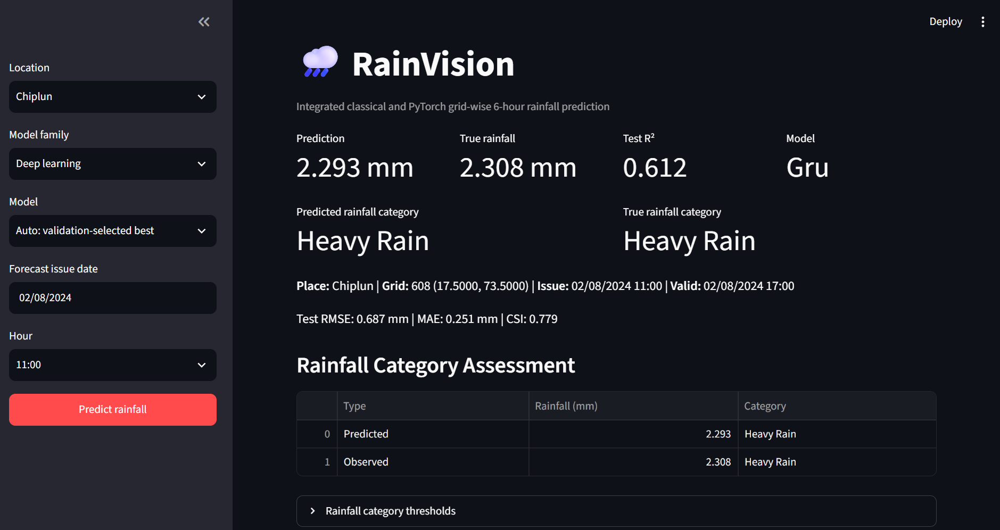 Deploy
Location
Chiplun
Model family
Deep learning
Model
Auto: validation-selected best
Forecast issue date
02/08/2024
Hour
11:00
Predict rainfall
RainVision
Integrated classical and PyTorch grid-wise 6-hour rainfall prediction
Prediction
2.293 mm
True rainfall
2.308 mm
Test R²
0.612
Model
Gru
Predicted rainfall category
Heavy Rain
True rainfall category
Heavy Rain
Place: Chiplun | Grid: 608 (17.5000, 73.5000) | Issue: 02/08/2024 11:00 | Valid: 02/08/2024 17:00
Test RMSE: 0.687 mm | MAE: 0.251 mm | CSI: 0.779
Rainfall Category Assessment
Type Rainfall (mm) Category
0 Predicted 2.293 Heavy Rain
1 Observed 2.308 Heavy Rain
Rainfall category thresholds